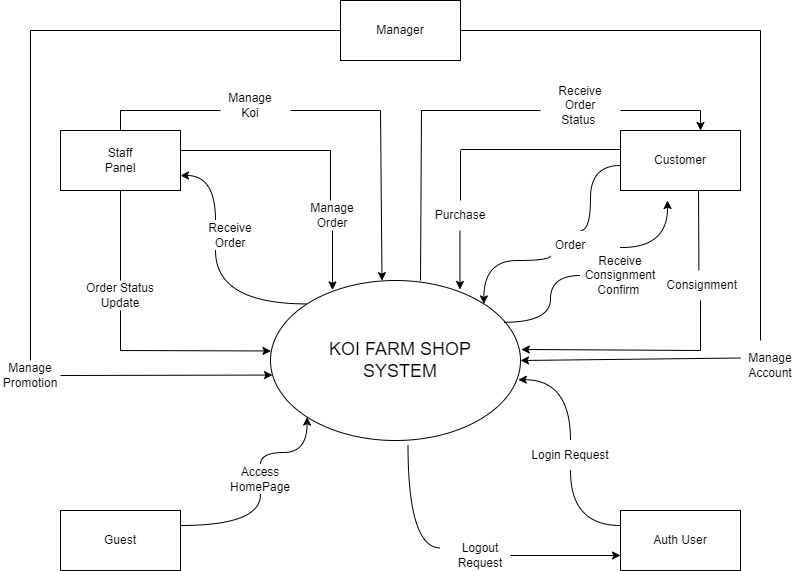 Manager
Manage
Koi
Receive
Order
Status
Staff
Panel
Customer
Manage
Order
Purchase
Receive
Order
Order
Receive
Consignment
Confirm
Consignment
Order Status
Update
KOI FARM SHOP
SYSTEM
Manage
Promotion
Manage
Account
Login Request
Access
HomePage
Guest
Auth User
Logout
Request